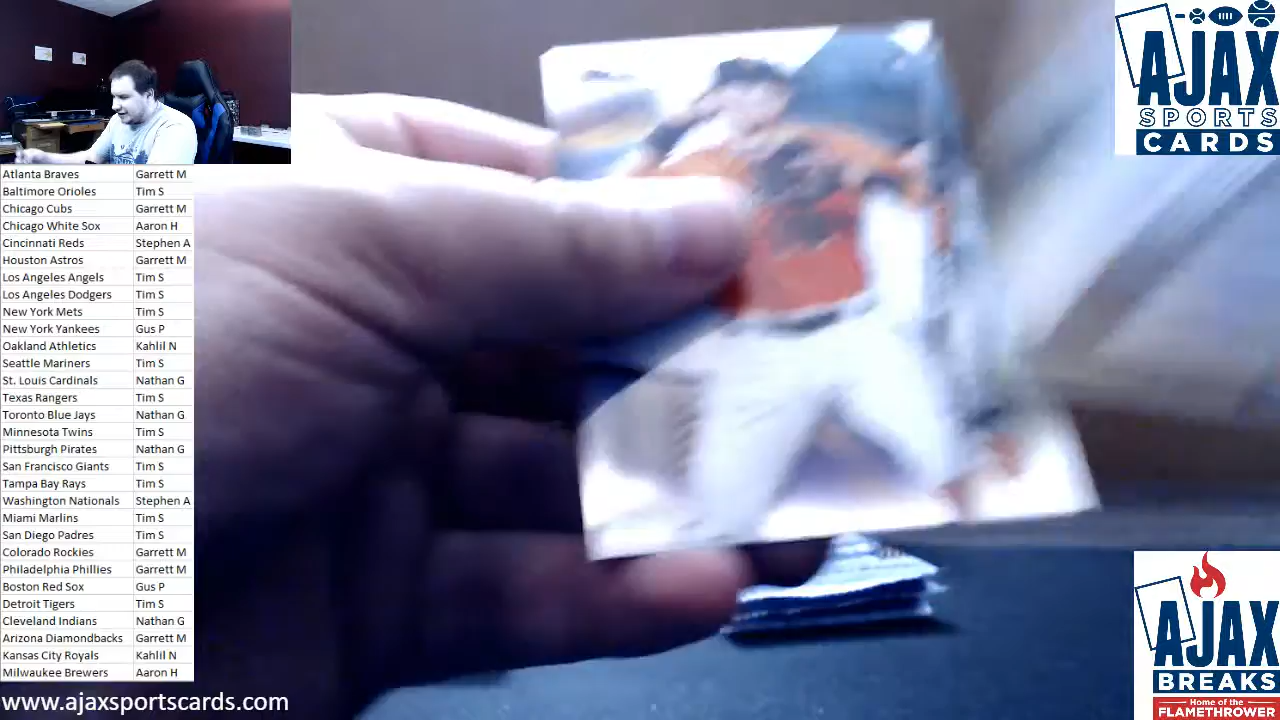 AJAX
SPORTS
CARDS
Atlanta Braves Garrett M
Baltimore Orioles Tim S
Chicago Cubs Garrett M
Chicago White Sox Aaron H
Cincinnati Reds Stephen A
Houston Astros Garrett M
Los Angeles Angels Tim S
Los Angeles Dodgers Tim S
New York Mets Tim S
New York Yankees Gus P
Oakland Athletics Kahlil N
Seattle Mariners Tim S
St. Louis Cardinals Nathan G
Texas Rangers Tim S
Toronto Blue Jays Nathan G
Minnesota Twins Tim S
Pittsburgh Pirates Nathan G
San Francisco Giants Tim S
Tampa Bay Rays Tim S
Washington Nationals Stephen A
Miami Marlins Tim S
San Diego Padres Tim S
Colorado Rockies Garrett M
Philadelphia Phillies Garrett M
Boston Red Sox Gus P
Detroit Tigers Tim S
Cleveland Indians Nathan G
Arizona Diamondbacks Garrett M
Kansas City Royals Kahlil N
Milwaukee Brewers Aaron H
www.ajaxsportscards.com
AJAX
BREAKS
Home of the
FLAMETHROWER